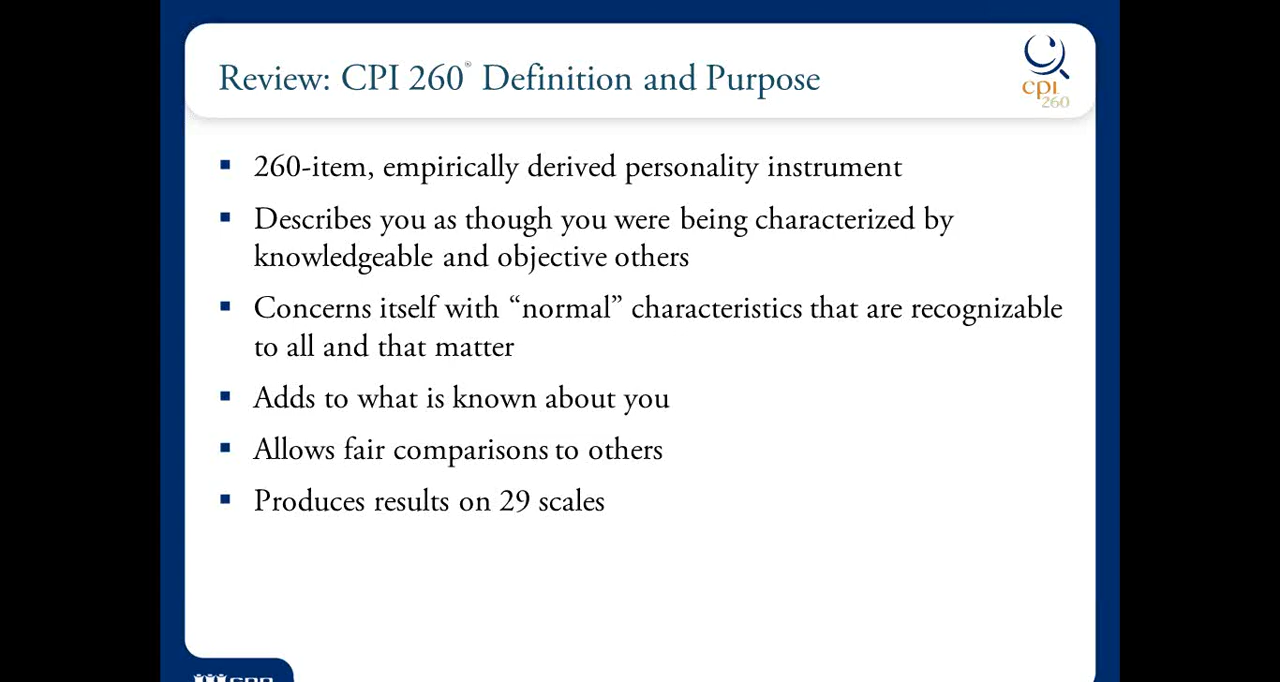 Review: CPI 260® Definition and Purpose
cpi
260
▪ 260-item, empirically derived personality instrument
▪ Describes you as though you were being characterized by
knowledgeable and objective others
▪ Concerns itself with “normal” characteristics that are recognizable
to all and that matter
▪ Adds to what is known about you
▪ Allows fair comparisons to others
▪ Produces results on 29 scales